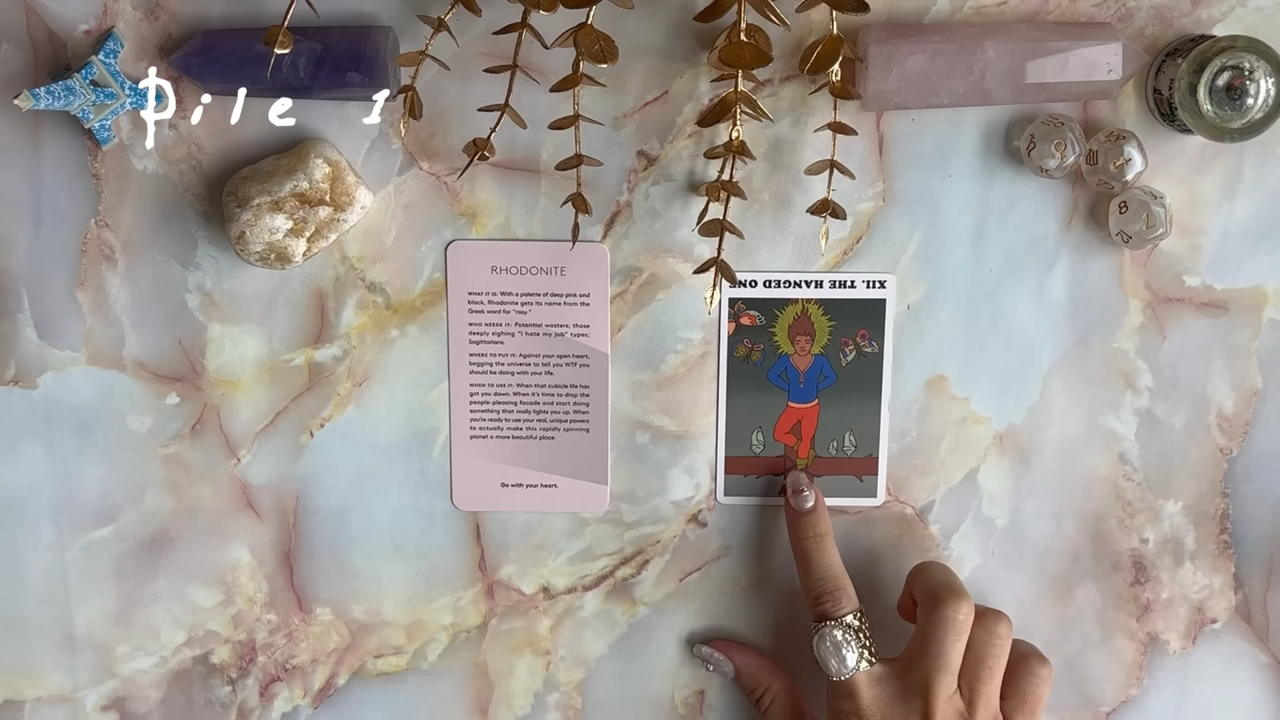 Pile 1
RHODONITE
WHAT IT IS: With a palette of deep pink and
black, Rhodonite gets its name from the
Greek word for "rosy."
WHO NEEDS IT: Potential wasters; those
deeply sighing "I hate my job" types;
Sagittarians.
WHERE TO PUT IT: Against your open heart,
begging the universe to tell you WTF you
should be doing with your life.
WHEN TO USE IT: When that cubicle life has
got you down. When it's time to drop the
people-pleasing facade and start doing
something that really lights you up. When
you're ready to use your real, unique powers
to actually make this rapidly spinning
planet a more beautiful place.
Go with your heart.
XII. THE HANGED ONE
8
7
12